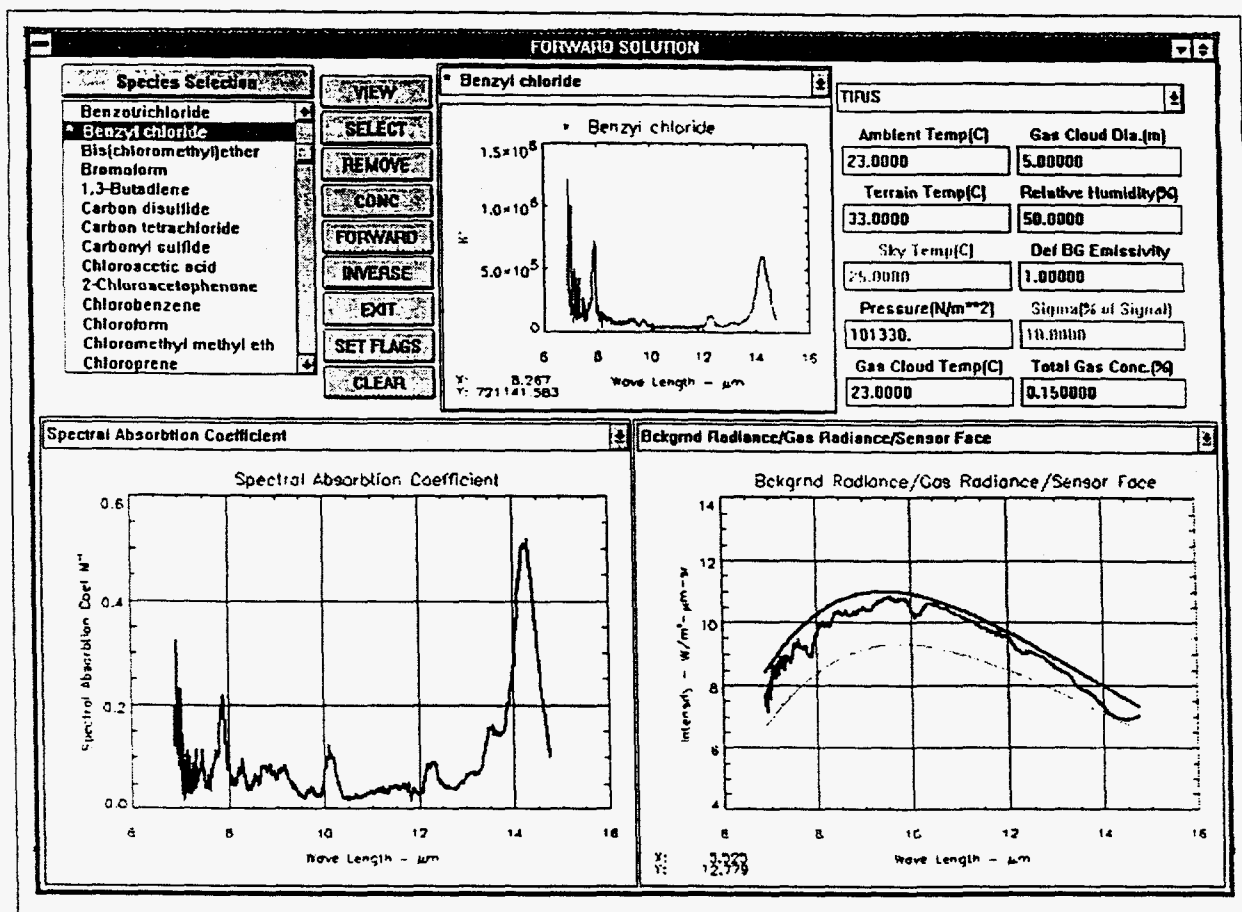 FORWARD SOLUTION
Species Selection
Benzotrichloride
* Benzyl chloride
Bis(chloromethyl)ether
Bromoform
1,3-Butadiene
Carbon disulfide
Carbon tetrachloride
Carbonyl sulfide
Chloroacetic acid
2-Chloroacetophenone
Chlorobenzene
Chloroform
Chloromethyl methyl eth
Chloroprene
VIEW
SELECT
REMOVE
CONC
FORWARD
INVERSE
EXIT
SET FLAGS
CLEAR
* Benzyl chloride
* Benzyl chloride
1.5×10⁶
1.0×10⁶
5.0×10⁵
0
6 8 10 12 14 16
Wave Length - μm
X: 8.267
Y: 721141.583
Ambient Temp(C)
23.0000
Gas Cloud Dia.(m)
5.00000
Terrain Temp(C)
33.0000
Relative Humidity(%)
50.0000
Sky Temp(C)
25.0000
Def BG Emissivity
1.00000
Pressure(N/m**2)
101330.
Sigma(% of Signal)
10.0000
Gas Cloud Temp(C)
23.0000
Total Gas Conc.(%)
0.150000
Spectral Absorbtion Coefficient
Spectral Absorbtion Coefficient
Spectral Absorbtion Coef M⁻¹
0.6
0.4
0.2
0.0
6 8 10 12 14 16
Wave Length - μm
Bckgrnd Radiance/Gas Radiance/Sensor Face
Bckgrnd Radiance/Gas Radiance/Sensor Face
Intensity - W/m²-μm-sr
14
12
10
8
6
4
6 8 10 12 14 16
Wave Length - μm
X:
Y: 12.779